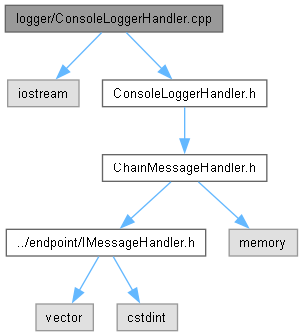 logger/ConsoleLoggerHandler.cpp
iostream
ConsoleLoggerHandler.h
ChainMessageHandler.h
../endpoint/IMessageHandler.h
memory
vector
cstdint